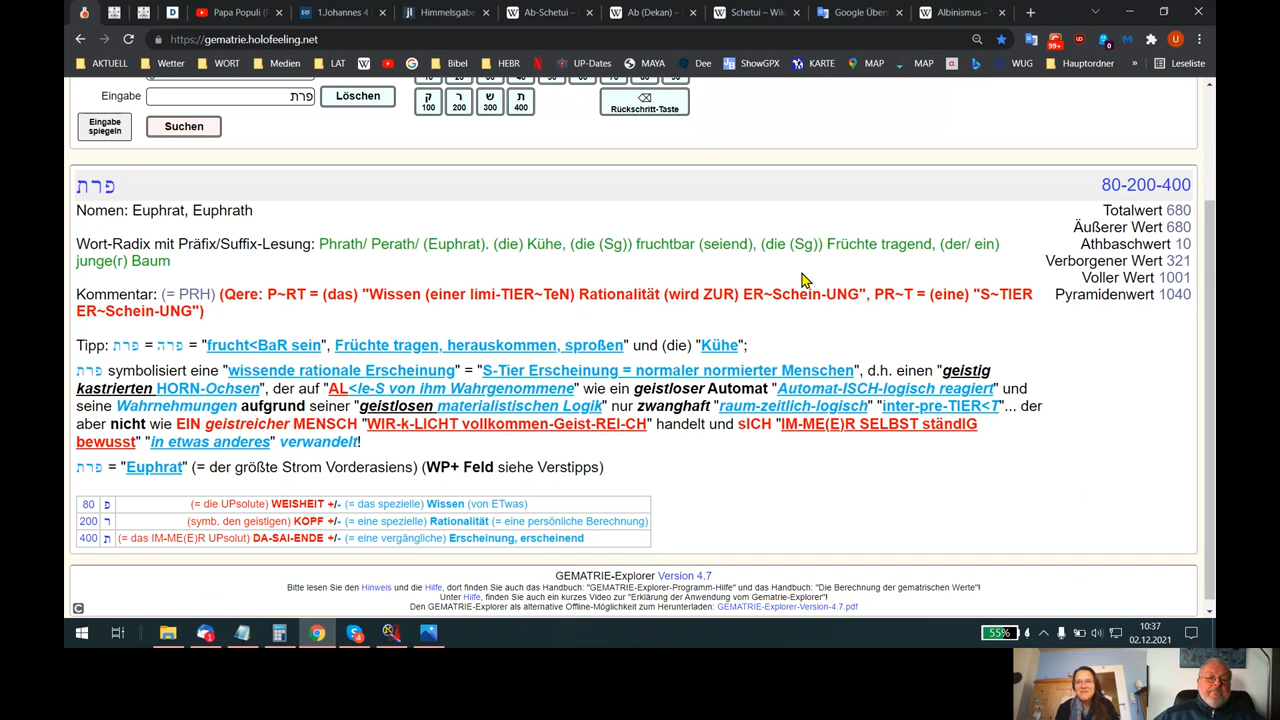 Papa Populi (
1.Johannes 4
Himmelsgabe
Ab-Schetui –
Ab (Dekan) –
Schetui – Wik
Google Übers
Albinismus –
https://gematrie.holofeeling.net
99+
0
U
AKTUELL
Wetter
WORT
Medien
LAT
Bibel
HEBR
UP-Dates
MAYA
Dee
ShowGPX
KARTE
MAP
MAP
WUG
Hauptordner
Leseliste
Eingabe
פרת
Löschen
ק
100
ר
200
ש
300
ת
400
Rückschritt-Taste
Eingabe
spiegeln
Suchen
פרת
80-200-400
Nomen: Euphrat, Euphrath
Totalwert 680
Äußerer Wert 680
Wort-Radix mit Präfix/Suffix-Lesung: Phrath/ Perath/ (Euphrat). (die) Kühe, (die (Sg)) fruchtbar (seiend), (die (Sg)) Früchte tragend, (der/ ein)
junge(r) Baum
Athbaschwert 10
Verborgener Wert 321
Voller Wert 1001
Pyramidenwert 1040
Kommentar: (= PRH) (Qere: P~RT = (das) "Wissen (einer limi-TIER~TeN) Rationalität (wird ZUR) ER~Schein-UNG", PR~T = (eine) "S~TIER
ER~Schein-UNG")
Tipp: פרת = פרה = "frucht<BaR sein", Früchte tragen, herauskommen, sproßen" und (die) "Kühe";
פרת symbolisiert eine "wissende rationale Erscheinung" = "S-Tier Erscheinung = normaler normierter Menschen", d.h. einen "geistig
kastrierten HORN-Ochsen", der auf "AL<le-S von ihm Wahrgenommene" wie ein geistloser Automat "Automat-ISCH-logisch reagiert" und
seine Wahrnehmungen aufgrund seiner "geistlosen materialistischen Logik" nur zwanghaft "raum-zeitlich-logisch" "inter-pre-TIER<T"... der
aber nicht wie EIN geistreicher MENSCH "WIR-k-LICHT vollkommen-Geist-REI-CH" handelt und sICH "IM-ME(E)R SELBST ständIG
bewusst" "in etwas anderes" verwandelt!
פרת = "Euphrat" (= der größte Strom Vorderasiens) (WP+ Feld siehe Verstipps)
80 פ (= die UPsolute) WEISHEIT +/- (= das spezielle) Wissen (von ETwas)
200 ר (symb. den geistigen) KOPF +/- (= eine spezielle) Rationalität (= eine persönliche Berechnung)
400 ת (= das IM-ME(E)R UPsolut) DA-SAI-ENDE +/- (= eine vergängliche) Erscheinung, erscheinend
GEMATRIE-Explorer Version 4.7
Bitte lesen Sie den Hinweis und die Hilfe, dort finden Sie auch das Handbuch: "GEMATRIE-Explorer-Programm-Hilfe" und das Handbuch: "Die Berechnung der gematrischen Werte"!
Unter Hilfe, finden Sie ein kurzes Video zur "Erklärung der Anwendung vom Gematrie-Explorer"!
Den GEMATRIE-Explorer als alternative Offline-Möglichkeit zum Herunterladen: GEMATRIE-Explorer-Version-4.7.pdf
55%
10:37
02.12.2021